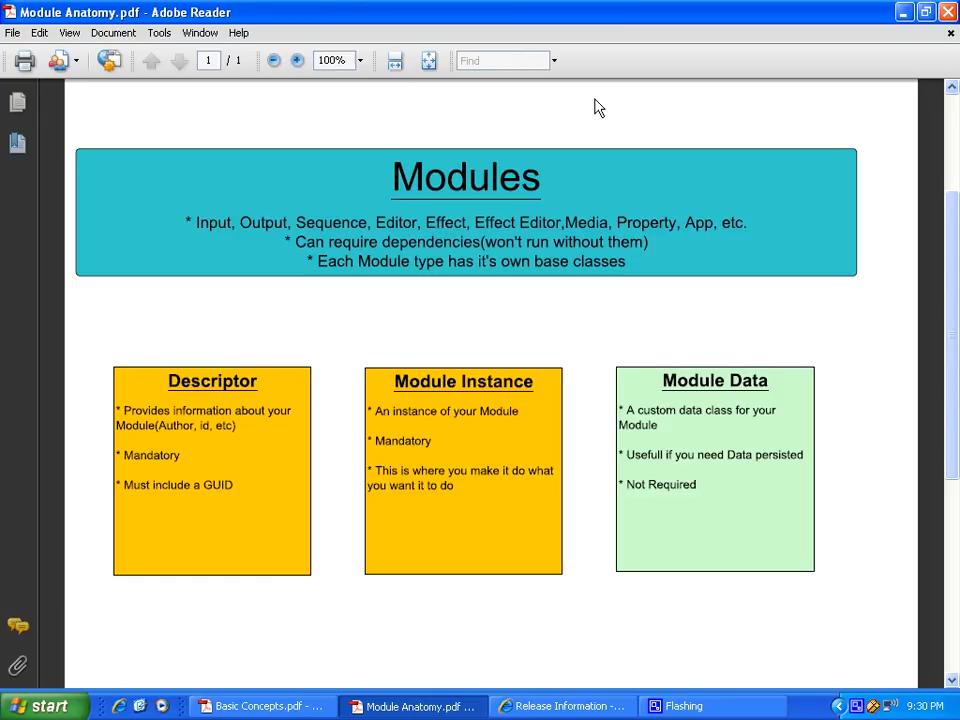 Module Anatomy.pdf - Adobe Reader
File Edit View Document Tools Window Help
1 / 1 100% Find
Modules
* Input, Output, Sequence, Editor, Effect, Effect Editor,Media, Property, App, etc.
* Can require dependencies(won't run without them)
* Each Module type has it's own base classes
Descriptor
* Provides information about your
Module(Author, id, etc)
* Mandatory
* Must include a GUID
Module Instance
* An instance of your Module
* Mandatory
* This is where you make it do what
you want it to do
Module Data
* A custom data class for your
Module
* Usefull if you need Data persisted
* Not Required
start Basic Concepts.pdf - ... Module Anatomy.pdf ... Release Information -... Flashing 9:30 PM